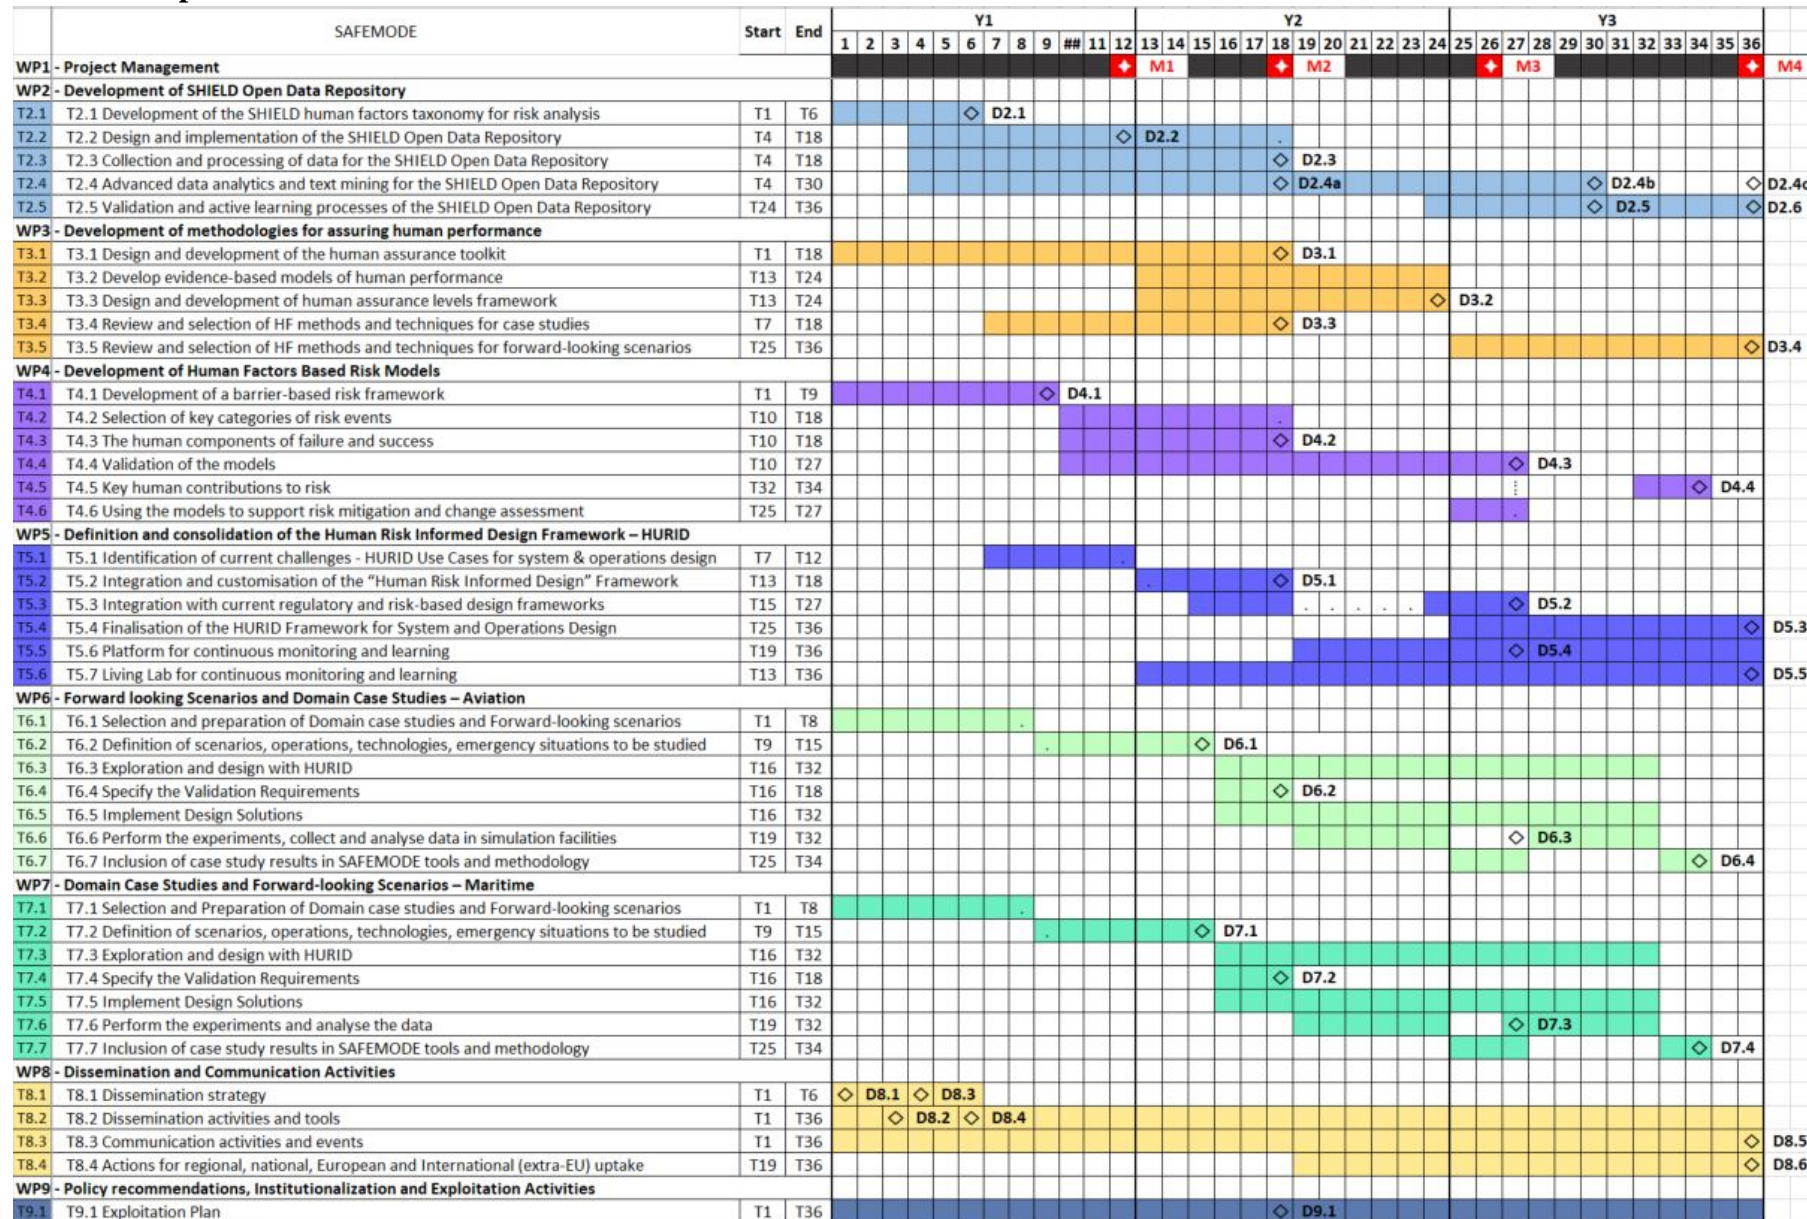 Y1 Y2 Y3
SAFEMODE Start End
1 2 3 4 5 6 7 8 9 ## 11 12 13 14 15 16 17 18 19 20 21 22 23 24 25 26 27 28 29 30 31 32 33 34 35 36
WP1 - Project Management M1 M2 M3 M4
WP2 - Development of SHIELD Open Data Repository
T2.1 T2.1 Development of the SHIELD human factors taxonomy for risk analysis T1 T6 D2.1
T2.2 T2.2 Design and implementation of the SHIELD Open Data Repository T4 T18 D2.2
T2.3 T2.3 Collection and processing of data for the SHIELD Open Data Repository T4 T18 D2.3
T2.4 T2.4 Advanced data analytics and text mining for the SHIELD Open Data Repository T4 T30 D2.4a D2.4b D2.4c
T2.5 T2.5 Validation and active learning processes of the SHIELD Open Data Repository T24 T36 D2.5 D2.6
WP3 - Development of methodologies for assuring human performance
T3.1 T3.1 Design and development of the human assurance toolkit T1 T18 D3.1
T3.2 T3.2 Develop evidence-based models of human performance T13 T24
T3.3 T3.3 Design and development of human assurance levels framework T13 T24 D3.2
T3.4 T3.4 Review and selection of HF methods and techniques for case studies T7 T18 D3.3
T3.5 T3.5 Review and selection of HF methods and techniques for forward-looking scenarios T25 T36 D3.4
WP4 - Development of Human Factors Based Risk Models
T4.1 T4.1 Development of a barrier-based risk framework T1 T9 D4.1
T4.2 T4.2 Selection of key categories of risk events T10 T18
T4.3 T4.3 The human components of failure and success T10 T18 D4.2
T4.4 T4.4 Validation of the models T10 T27 D4.3
T4.5 T4.5 Key human contributions to risk T32 T34 D4.4
T4.6 T4.6 Using the models to support risk mitigation and change assessment T25 T27
WP5 - Definition and consolidation of the Human Risk Informed Design Framework – HURID
T5.1 T5.1 Identification of current challenges - HURID Use Cases for system & operations design T7 T12
T5.2 T5.2 Integration and customisation of the “Human Risk Informed Design” Framework T13 T18 D5.1
T5.3 T5.3 Integration with current regulatory and risk-based design frameworks T15 T27 D5.2
T5.4 T5.4 Finalisation of the HURID Framework for System and Operations Design T25 T36 D5.3
T5.5 T5.6 Platform for continuous monitoring and learning T19 T36 D5.4
T5.6 T5.7 Living Lab for continuous monitoring and learning T13 T36 D5.5
WP6 - Forward looking Scenarios and Domain Case Studies – Aviation
T6.1 T6.1 Selection and preparation of Domain case studies and Forward-looking scenarios T1 T8
T6.2 T6.2 Definition of scenarios, operations, technologies, emergency situations to be studied T9 T15 D6.1
T6.3 T6.3 Exploration and design with HURID T16 T32
T6.4 T6.4 Specify the Validation Requirements T16 T18 D6.2
T6.5 T6.5 Implement Design Solutions T16 T32
T6.6 T6.6 Perform the experiments, collect and analyse data in simulation facilities T19 T32 D6.3
T6.7 T6.7 Inclusion of case study results in SAFEMODE tools and methodology T25 T34 D6.4
WP7 - Domain Case Studies and Forward-looking Scenarios – Maritime
T7.1 T7.1 Selection and Preparation of Domain case studies and Forward-looking scenarios T1 T8
T7.2 T7.2 Definition of scenarios, operations, technologies, emergency situations to be studied T9 T15 D7.1
T7.3 T7.3 Exploration and design with HURID T16 T32
T7.4 T7.4 Specify the Validation Requirements T16 T18 D7.2
T7.5 T7.5 Implement Design Solutions T16 T32
T7.6 T7.6 Perform the experiments and analyse the data T19 T32 D7.3
T7.7 T7.7 Inclusion of case study results in SAFEMODE tools and methodology T25 T34 D7.4
WP8 - Dissemination and Communication Activities
T8.1 T8.1 Dissemination strategy T1 T6 D8.1 D8.3
T8.2 T8.2 Dissemination activities and tools T1 T36 D8.2 D8.4
T8.3 T8.3 Communication activities and events T1 T36 D8.5
T8.4 T8.4 Actions for regional, national, European and International (extra-EU) uptake T19 T36 D8.6
WP9 - Policy recommendations, Institutionalization and Exploitation Activities
T9.1 T9.1 Exploitation Plan T1 T36 D9.1